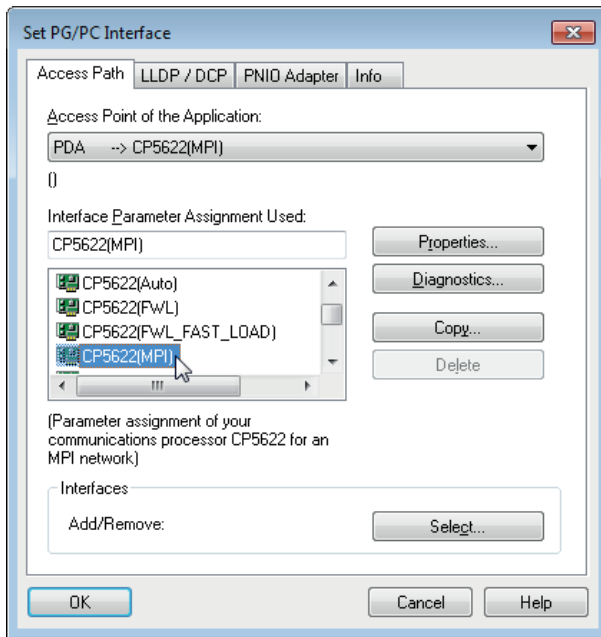 Set PG/PC Interface
Access Path
LLDP / DCP
PNIO Adapter
Info
Access Point of the Application:
PDA --> CP5622(MPI)
()
Interface Parameter Assignment Used:
CP5622(MPI)
Properties...
CP5622(Auto)
Diagnostics...
CP5622(FWL)
CP5622(FWL_FAST_LOAD)
Copy...
CP5622(MPI)
Delete
(Parameter assignment of your
communications processor CP5622 for an
MPI network)
Interfaces
Add/Remove:
Select...
OK
Cancel
Help